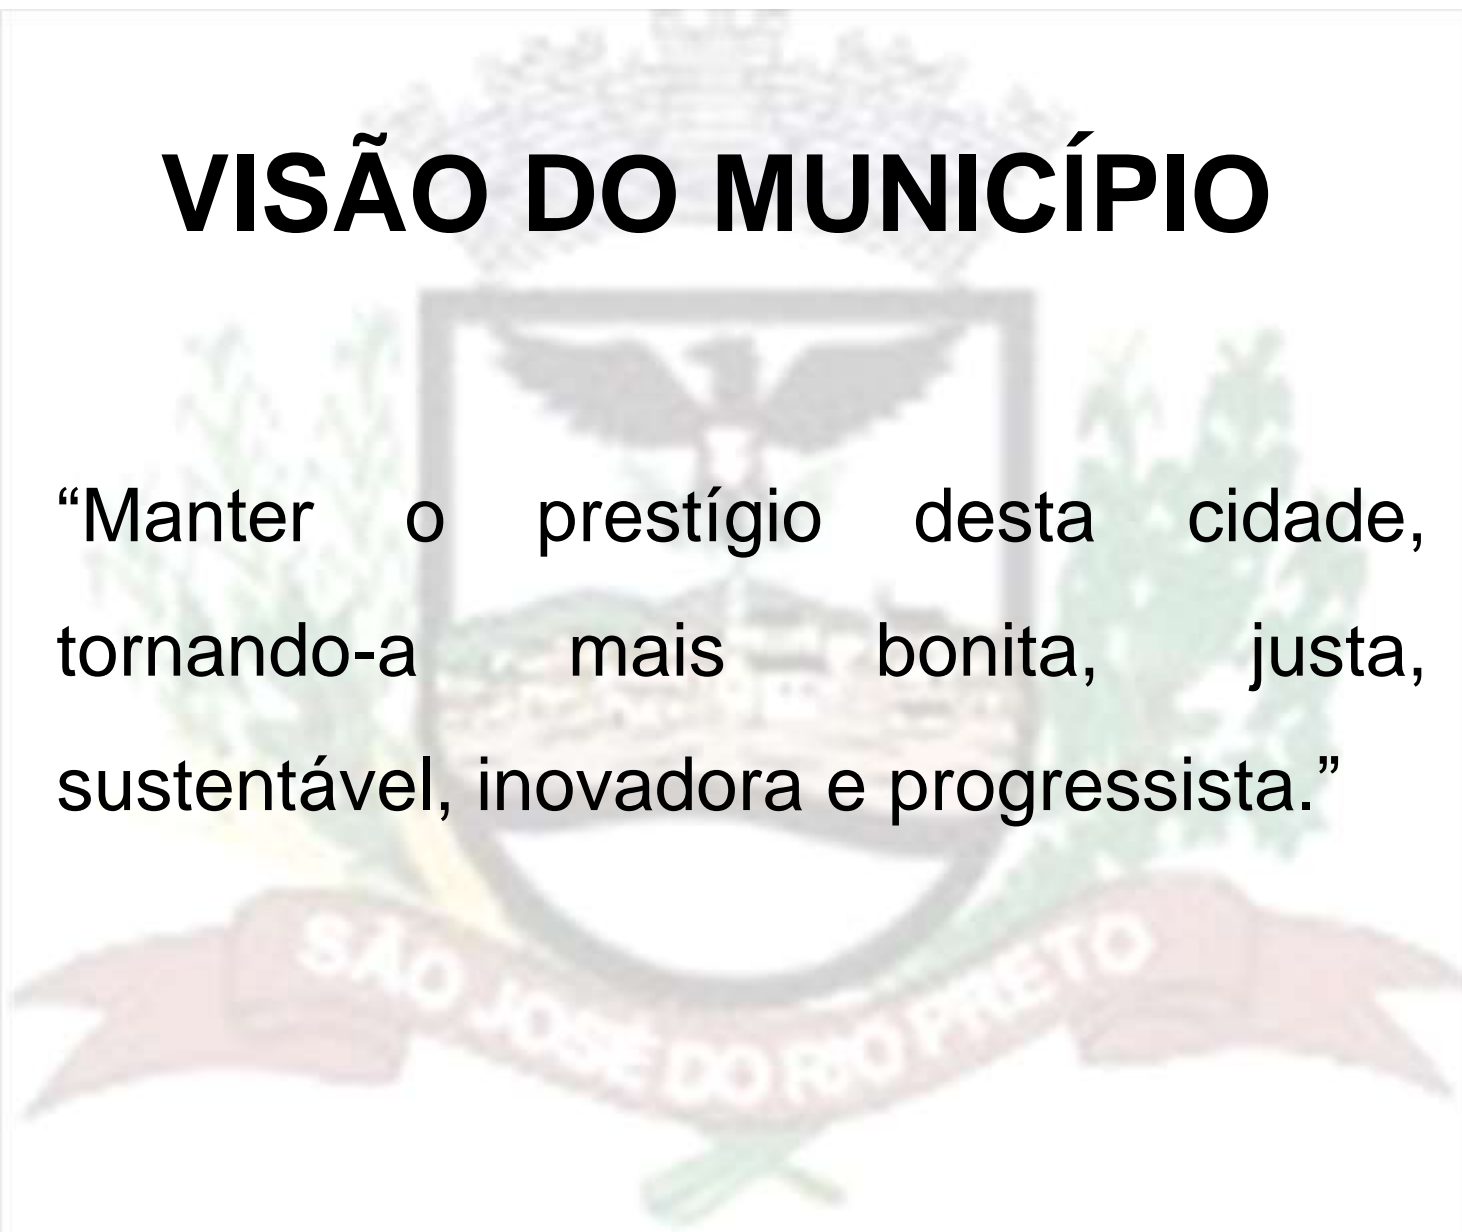 VISÃO DO MUNICÍPIO
“Manter o prestígio desta cidade,
tornando-a mais bonita, justa,
sustentável, inovadora e progressista.”
SÃO JOSÉ DO RIO PRETO